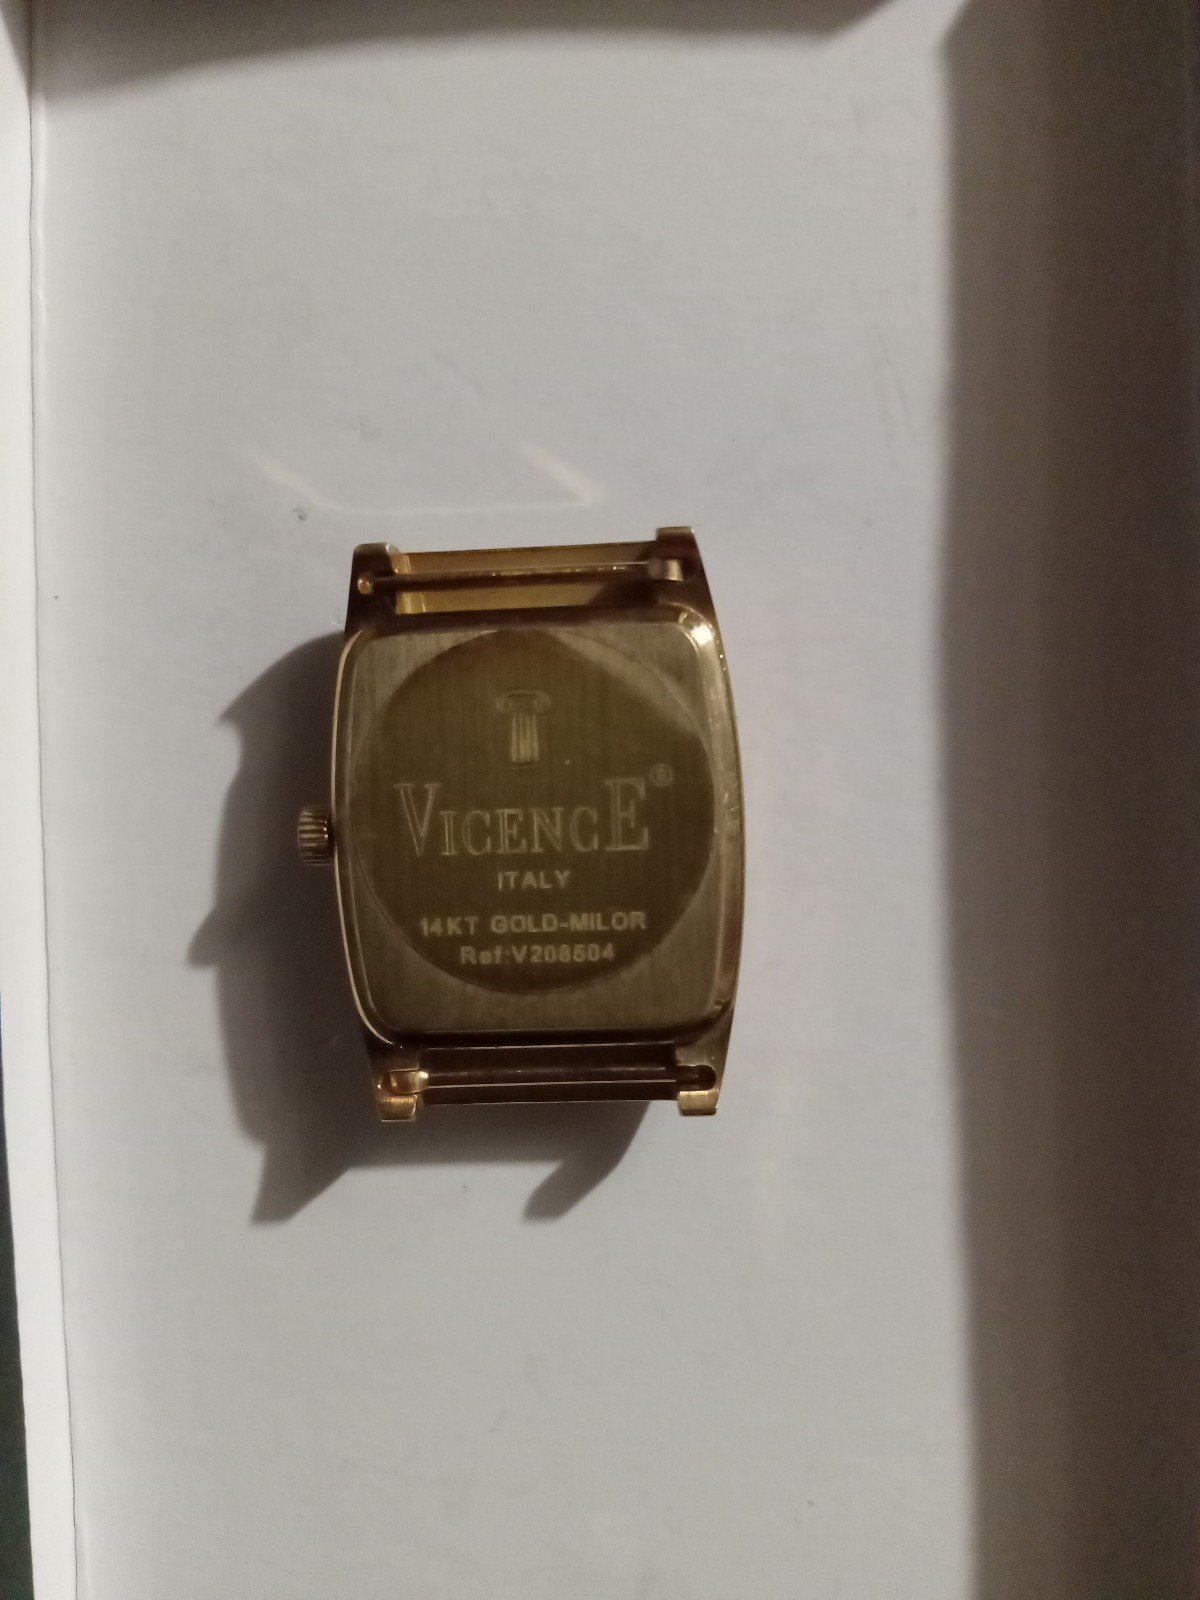 VICENCE®
ITALY
14KT GOLD-MILOR
Ref:V208504